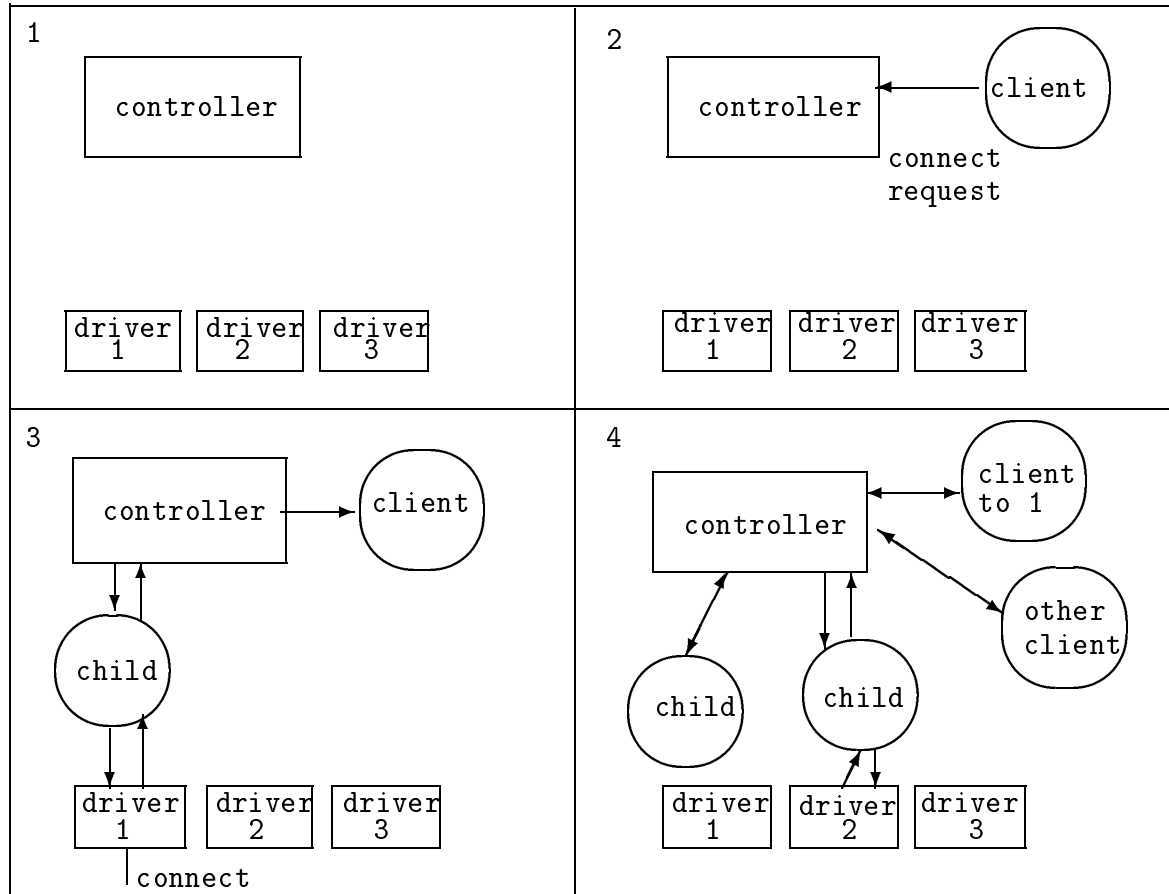 1
controller
driver
1
driver
2
driver
3
2
controller
client
connect
request
driver
1
driver
2
driver
3
3
controller
client
child
driver
1
driver
2
driver
3
connect
4
controller
client
to 1
other
client
child
child
driver
1
driver
2
driver
3